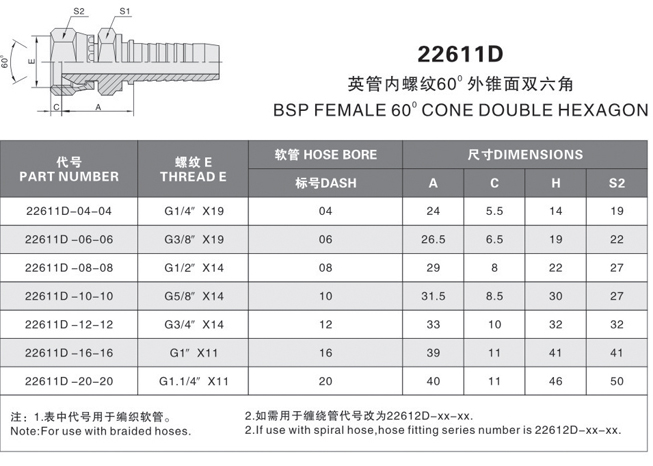 S2 S1
60°
E
C A
22611D
英管内螺纹60⁰ 外锥面双六角
BSP FEMALE 60⁰ CONE DOUBLE HEXAGON
代号 螺纹 E 软管 HOSE BORE 尺寸DIMENSIONS
PART NUMBER THREAD E 标号DASH A C H S2
22611D-04-04 G1/4″ X19 04 24 5.5 14 19
22611D -06-06 G3/8″ X19 06 26.5 6.5 19 22
22611D -08-08 G1/2″ X14 08 29 8 22 27
22611D -10-10 G5/8″ X14 10 31.5 8.5 30 27
22611D -12-12 G3/4″ X14 12 33 10 32 32
22611D -16-16 G1″ X11 16 39 11 41 41
22611D -20-20 G1.1/4″ X11 20 40 11 46 50
注：1.表中代号用于编织软管。 2.如需用于缠绕管代号改为22612D-xx-xx.
Note:For use with braided hoses. 2.If use with spiral hose,hose fitting series number is 22612D-xx-xx.